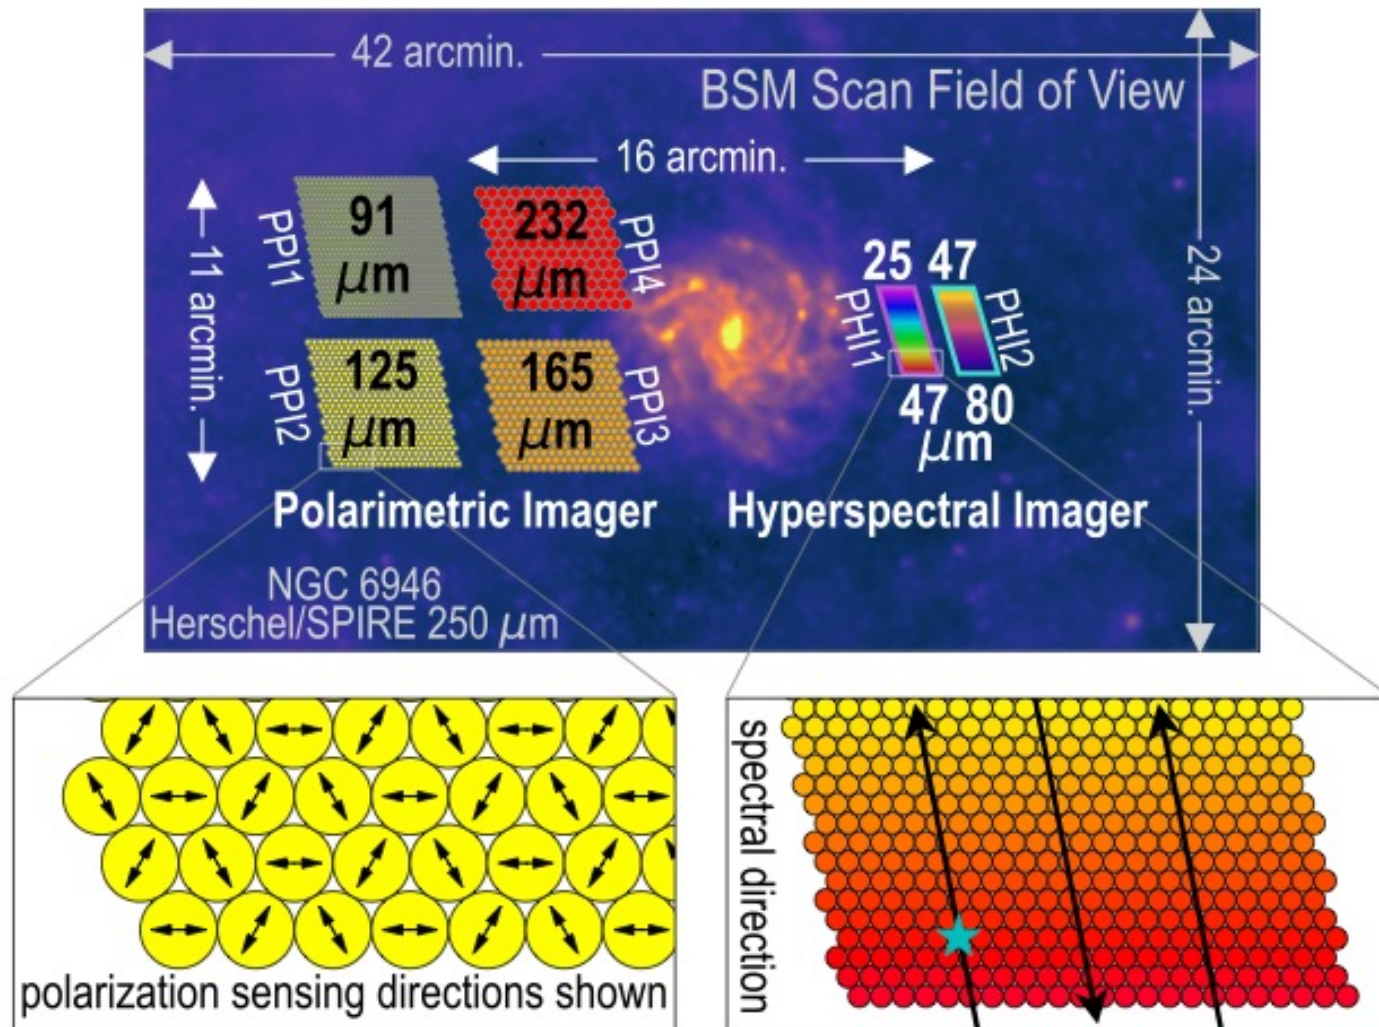 42 arcmin.
BSM Scan Field of View
16 arcmin.
11 arcmin.
24 arcmin.
PPI1
91
μm
232
μm
PPI4
PPI2
125
μm
165
μm
PPI3
25 47
PHI1
PHI2
47 80
μm
Polarimetric Imager
Hyperspectral Imager
NGC 6946
Herschel/SPIRE 250 μm
polarization sensing directions shown
spectral direction